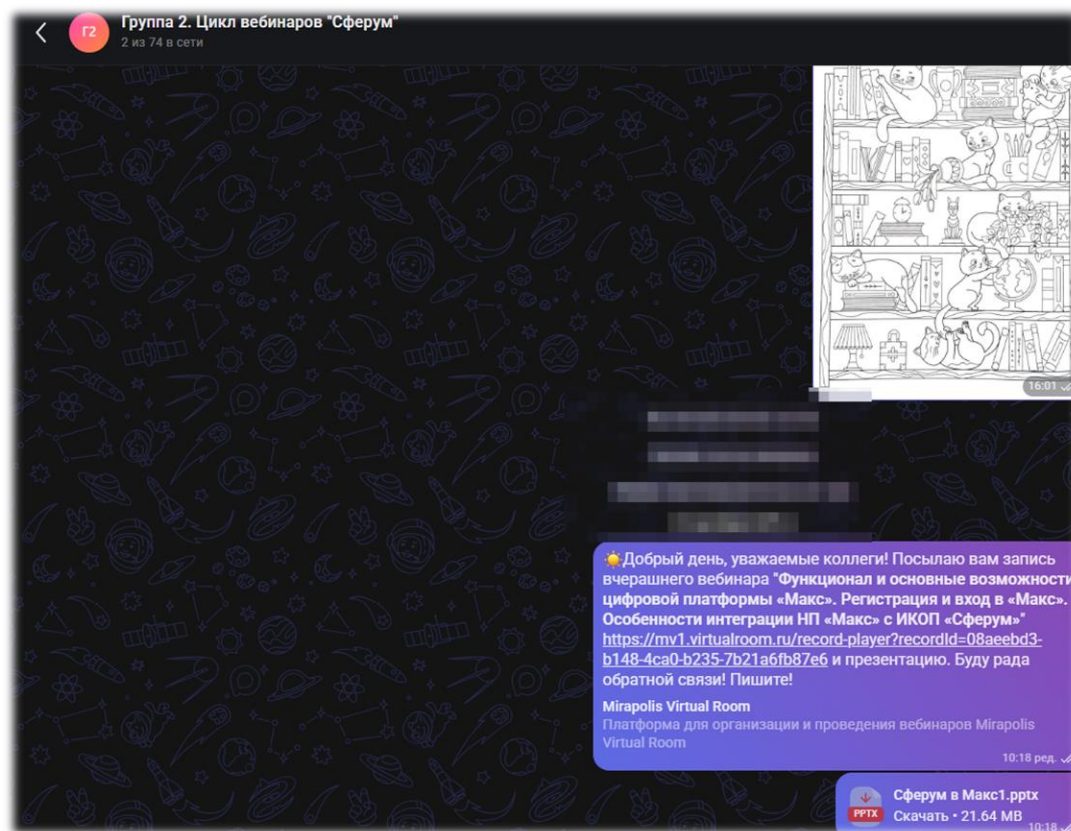 Группа 2. Цикл вебинаров "Сферум"
Г2
2 из 74 в сети
16:01
Добрый день, уважаемые коллеги! Посылаю вам запись
вчерашнего вебинара "Функционал и основные возможности
цифровой платформы «Макс». Регистрация и вход в «Макс».
Особенности интеграции НП «Макс» с ИКОП «Сферум»"
https://mv1.virtualroom.ru/record-player?recordId=08aeebd3-
b148-4ca0-b235-7b21a6fb87e6 и презентацию. Буду рада
обратной связи! Пишите!
Mirapolis Virtual Room
Платформа для организации и проведения вебинаров Mirapolis
Virtual Room
10:18 ред.
Сферум в Макс1.pptx
PPTX
Скачать • 21.64 MB
10:18